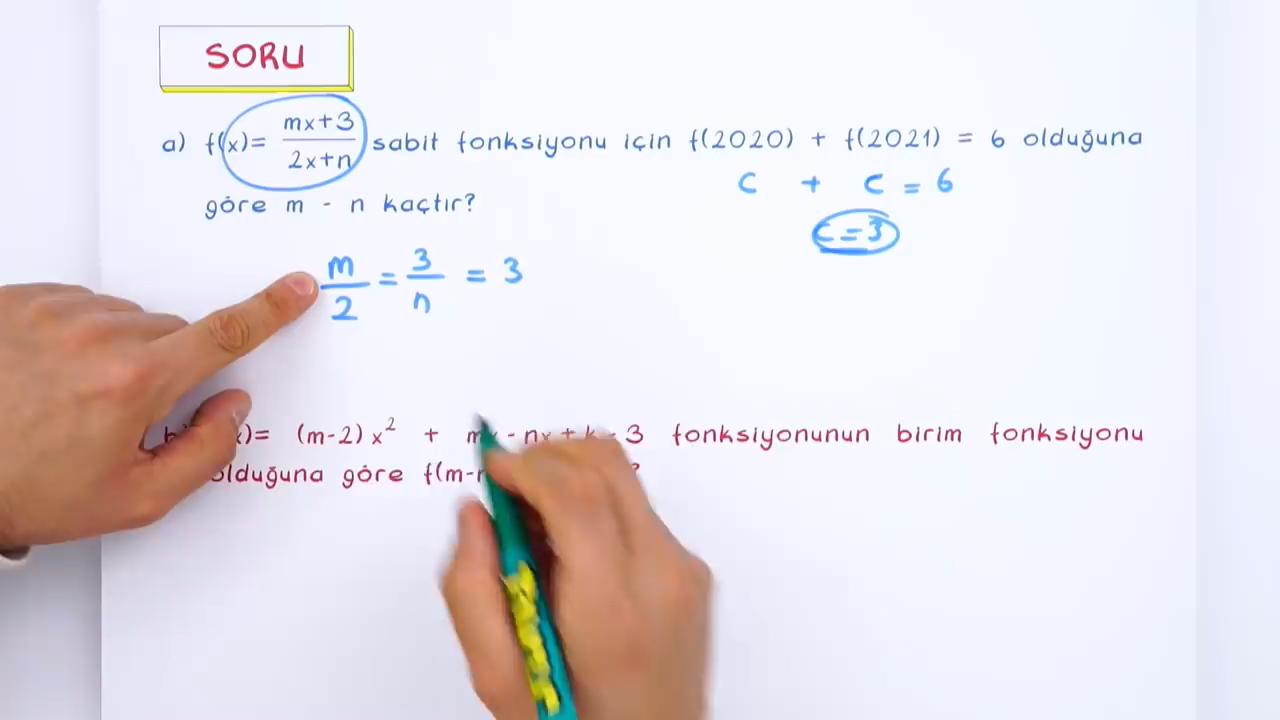 SORU
a) f(x)= mx+3 / 2x+n sabit fonksiyonu için f(2020) + f(2021) = 6 olduğuna
C + C = 6
göre m - n kaçtır?
C=3
m/2 = 3/n = 3
x)= (m-2)x² + - nx + 3 fonksiyonunun birim fonksiyonu
olduğuna göre f(m-